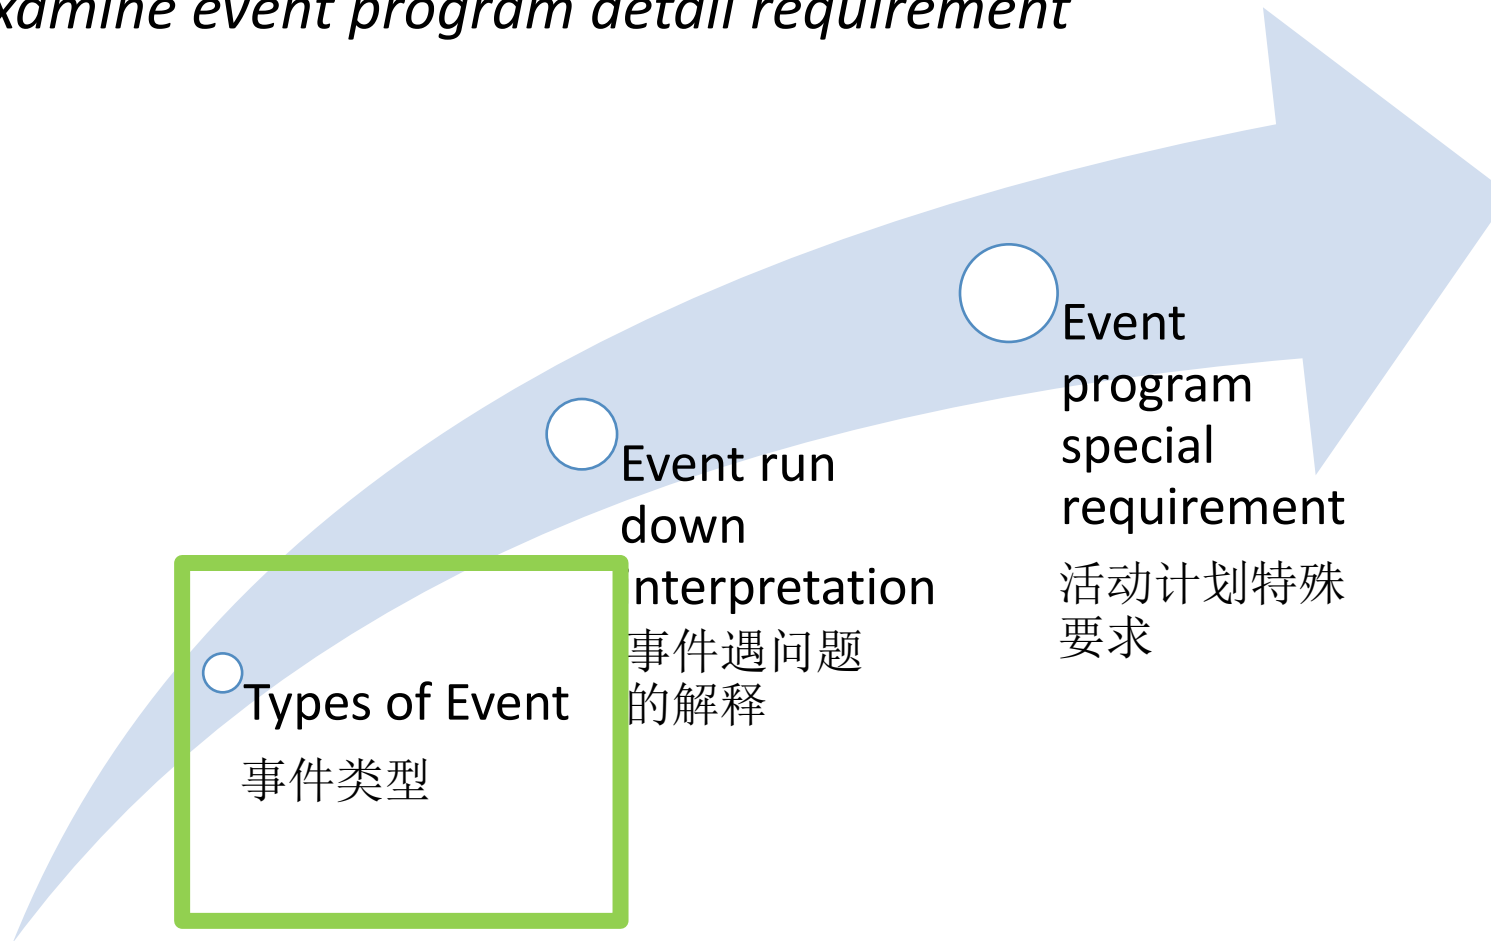 xamine event program detail requirement
Types of Event
事件类型
Event run
down
nterpretation
事件遇问题
的解释
Event
program
special
requirement
活动计划特殊
要求